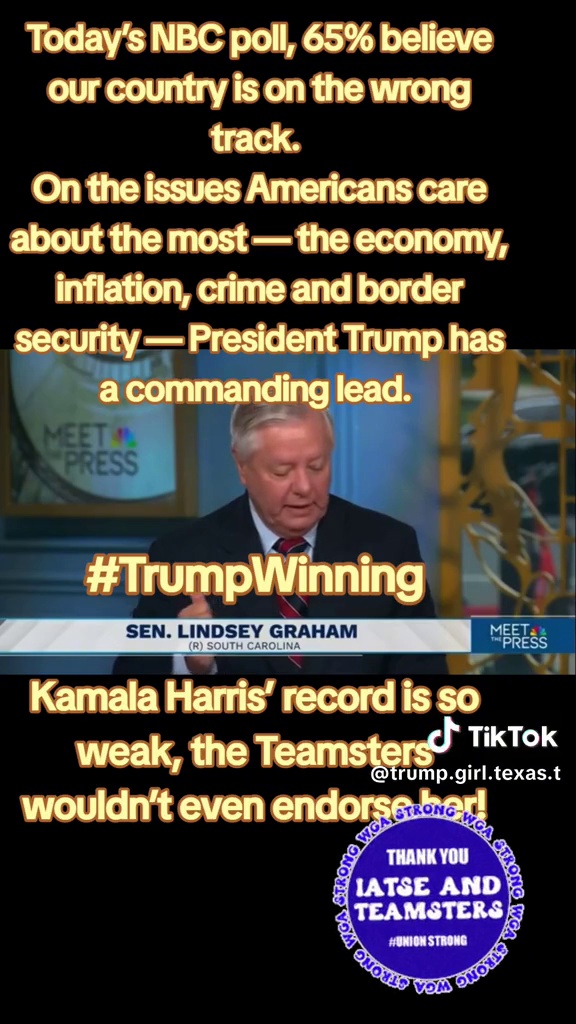 Today's NBC poll, 65% believe
our country is on the wrong
track.
On the issues Americans care
about the most — the economy,
inflation, crime and border
security — President Trump has
a commanding lead.
MEET
THE PRESS
#TrumpWinning
SEN. LINDSEY GRAHAM
(R) SOUTH CAROLINA
MEET
THE PRESS
Kamala Harris' record is so
weak, the Teamsters
wouldn't even endorse her!
TikTok
@trump.girl.texas.t
THANK YOU
IATSE AND
TEAMSTERS
#UNION STRONG
WGA STRONG WGA STRONG WGA STRONG WGA STRONG WGA STRONG